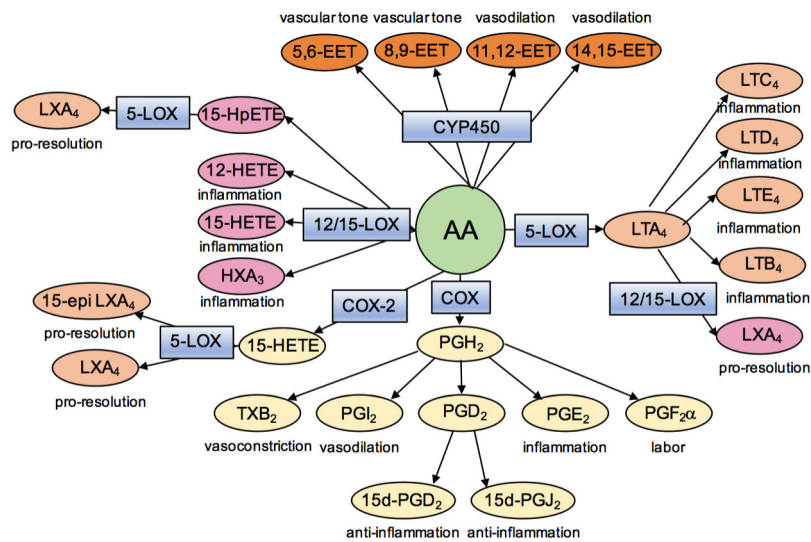 vascular tone vascular tone vasodilation vasodilation
5,6-EET 8,9-EET 11,12-EET 14,15-EET
CYP450
LXA₄ 5-LOX 15-HpETE
pro-resolution
12-HETE
inflammation
15-HETE
inflammation
12/15-LOX
HXA₃
inflammation
AA
5-LOX
LTA₄
LTC₄
inflammation
LTD₄
inflammation
LTE₄
inflammation
LTB₄
inflammation
12/15-LOX
LXA₄
pro-resolution
COX-2
COX
15-epi LXA₄
pro-resolution
5-LOX
15-HETE
LXA₄
pro-resolution
PGH₂
TXB₂ PGI₂ PGD₂ PGE₂ PGF₂α
vasoconstriction vasodilation inflammation labor
15d-PGD₂ 15d-PGJ₂
anti-inflammation anti-inflammation